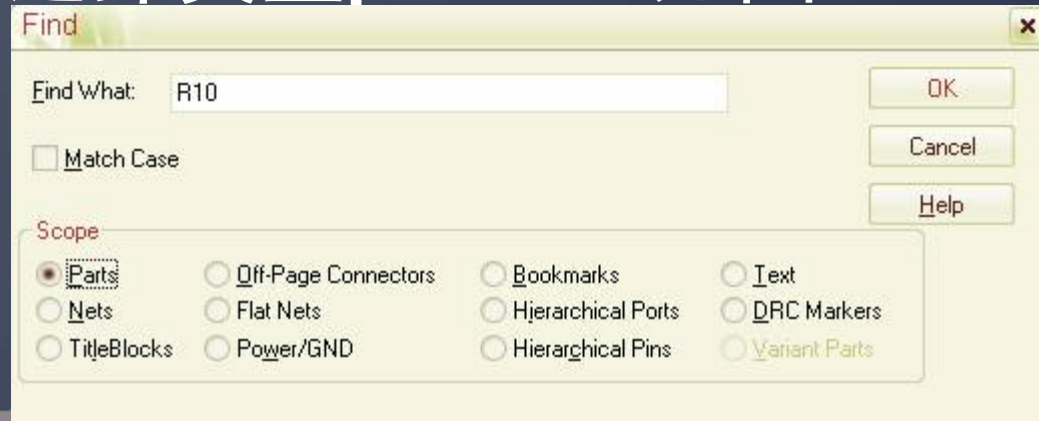 Find
Find What: R10
OK
Match Case
Cancel
Help
Scope
Parts Off-Page Connectors Bookmarks Text
Nets Flat Nets Hierarchical Ports DRC Markers
TitleBlocks Power/GND Hierarchical Pins Variant Parts